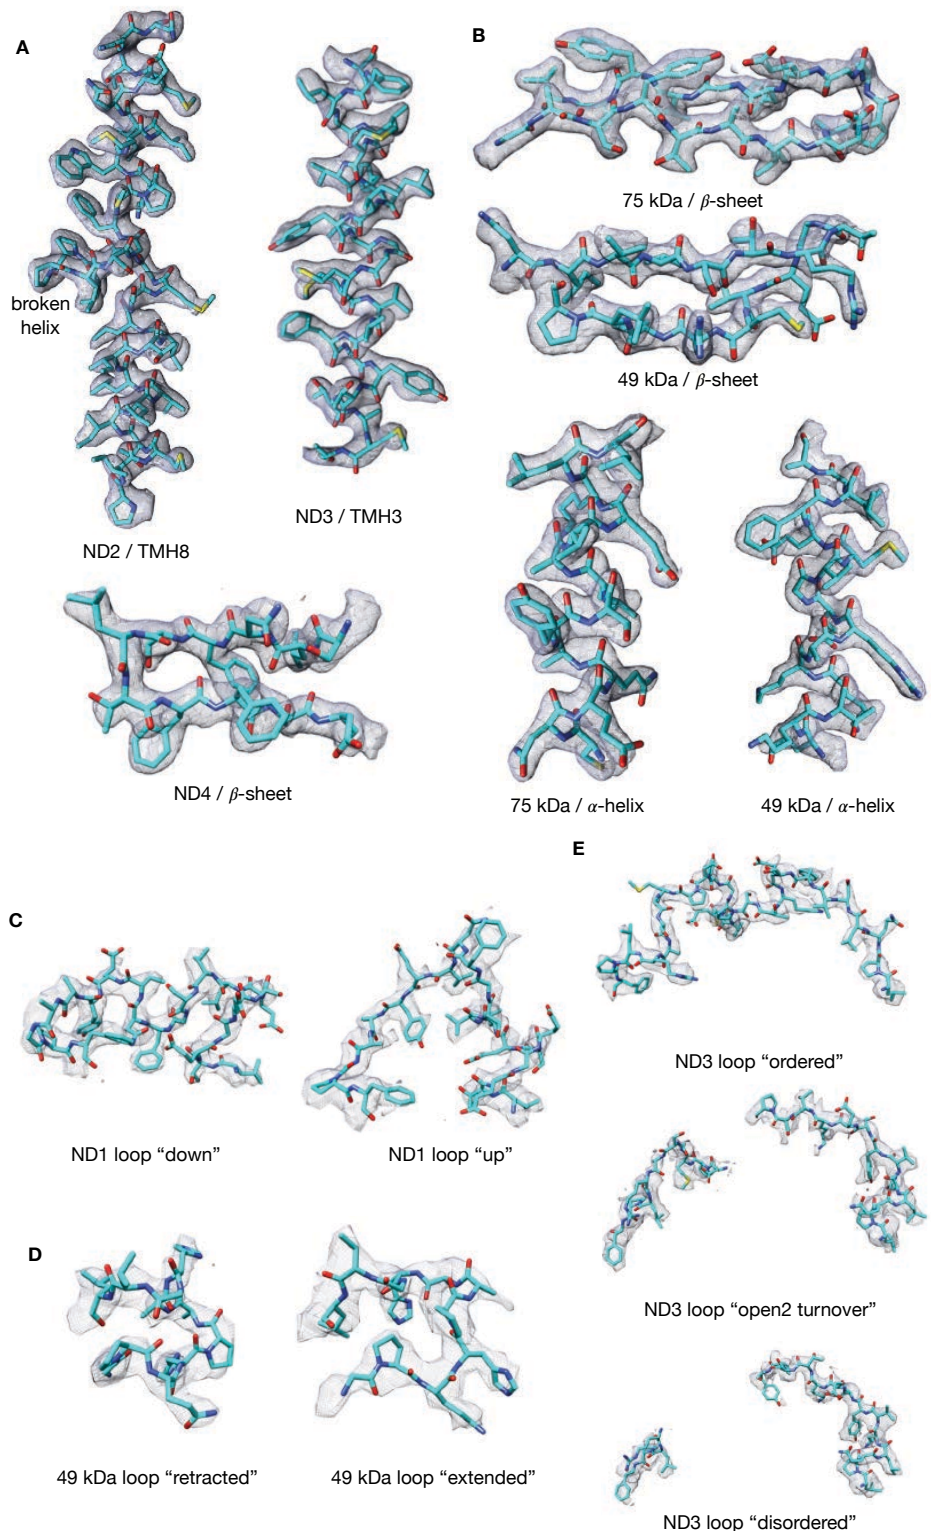 A
B
broken
helix
75 kDa / β-sheet
49 kDa / β-sheet
ND3 / TMH3
ND2 / TMH8
ND4 / β-sheet
75 kDa / α-helix
49 kDa / α-helix
E
C
ND3 loop “ordered”
ND1 loop “down”
ND1 loop “up”
D
ND3 loop “open2 turnover”
49 kDa loop “retracted”
49 kDa loop “extended”
ND3 loop “disordered”